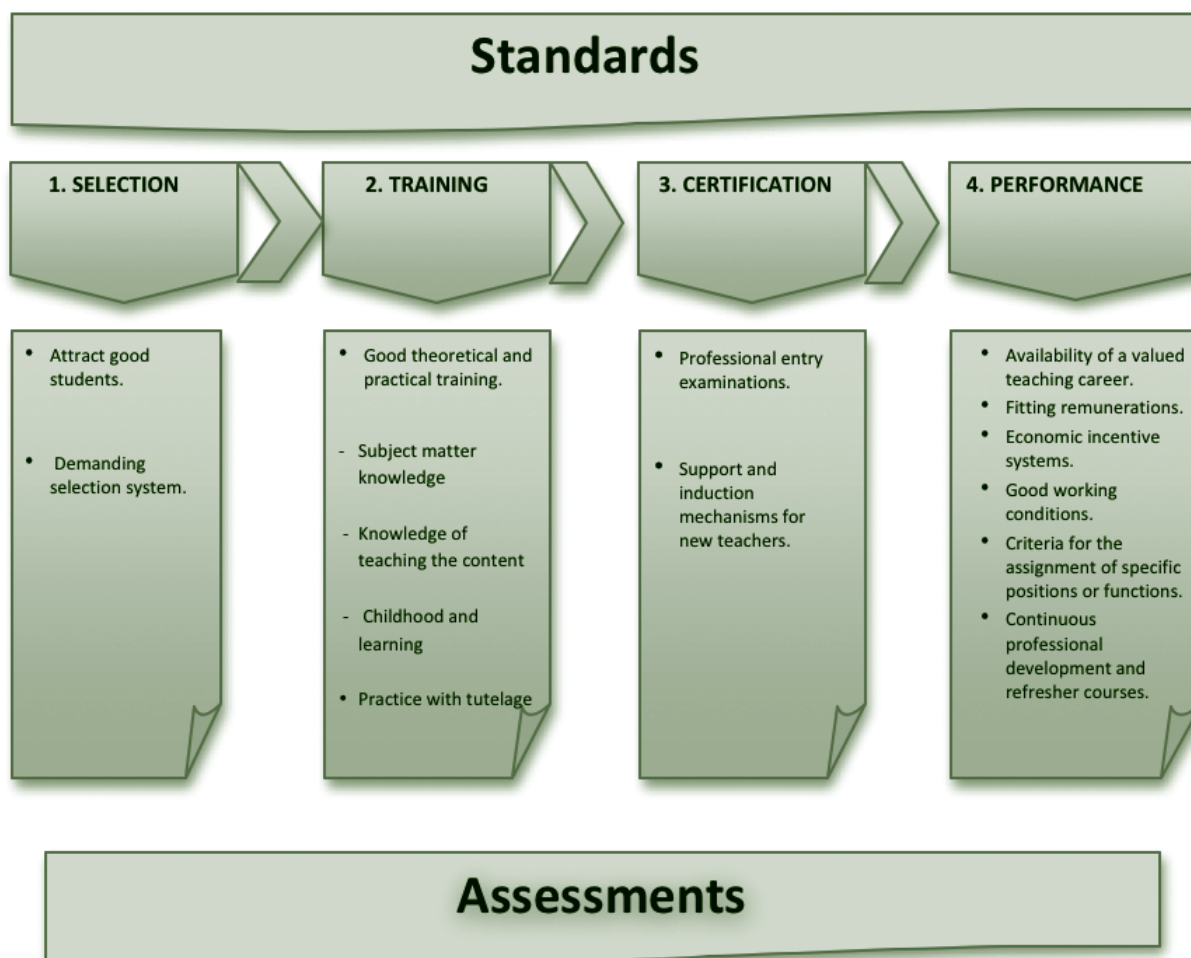 Standards
1. SELECTION
2. TRAINING
3. CERTIFICATION
4. PERFORMANCE
• Attract good
students.
• Demanding
selection system.
• Good theoretical and
practical training.
- Subject matter
knowledge
- Knowledge of
teaching the content
- Childhood and
learning
• Practice with tutelage
• Professional entry
examinations.
• Support and
induction
mechanisms for
new teachers.
• Availability of a valued
teaching career.
• Fitting remunerations.
• Economic incentive
systems.
• Good working
conditions.
• Criteria for the
assignment of specific
positions or functions.
• Continuous
professional
development and
refresher courses.
Assessments